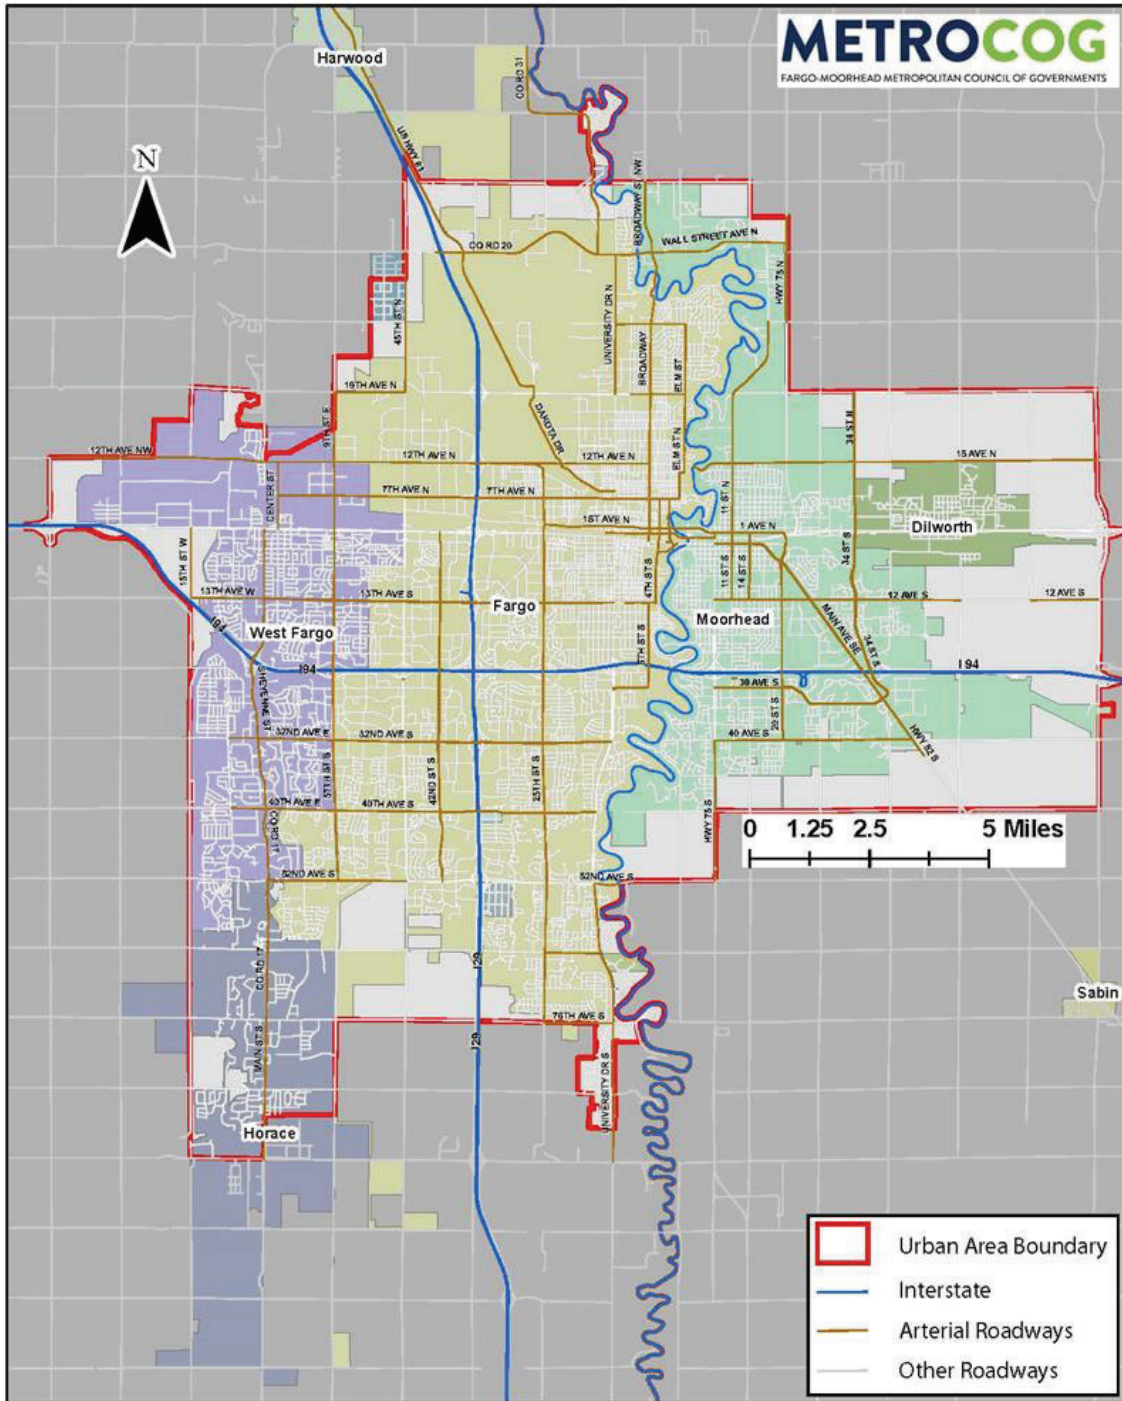 METROCOG
FARGO-MOORHEAD METROPOLITAN COUNCIL OF GOVERNMENTS
Harwood
CO RD 31
US HWY 81
N
BROADWAY ST NW
CO RD 20
WALL STREET AVE N
HWY 75 N
45TH ST N
UNIVERSITY DR N
BROADWAY
ELM ST
19TH AVE N
9TH ST E
DAKOTA DR
34 ST N
12TH AVE NW
12TH AVE N
12TH AVE N
ELM ST N
15 AVE N
CENTER ST
7TH AVE N
7TH AVE N
11 ST N
1ST AVE N
1 AVE N
Dilworth
15TH ST W
34 ST S
4TH ST S
11 ST S
14 ST S
13TH AVE W
13TH AVE S
Fargo
12 AVE S
12 AVE S
I94
West Fargo
Moorhead
MAIN AVE SE
5TH ST S
34 ST S
I94
I 94
SHEYENNE ST
30 AVE S
20 ST S
32ND AVE E
32ND AVE S
40 AVE S
HWY 52 S
57TH ST S
42ND ST S
25TH ST S
40TH AVE E
40TH AVE S
HWY 75 S
CO RD 17
0 1.25 2.5 5 Miles
52ND AVE S
52ND AVE S
CO RD 17
I29
Sabin
76TH AVE S
MAIN ST S
I29
UNIVERSITY DR S
Horace
Urban Area Boundary
Interstate
Arterial Roadways
Other Roadways